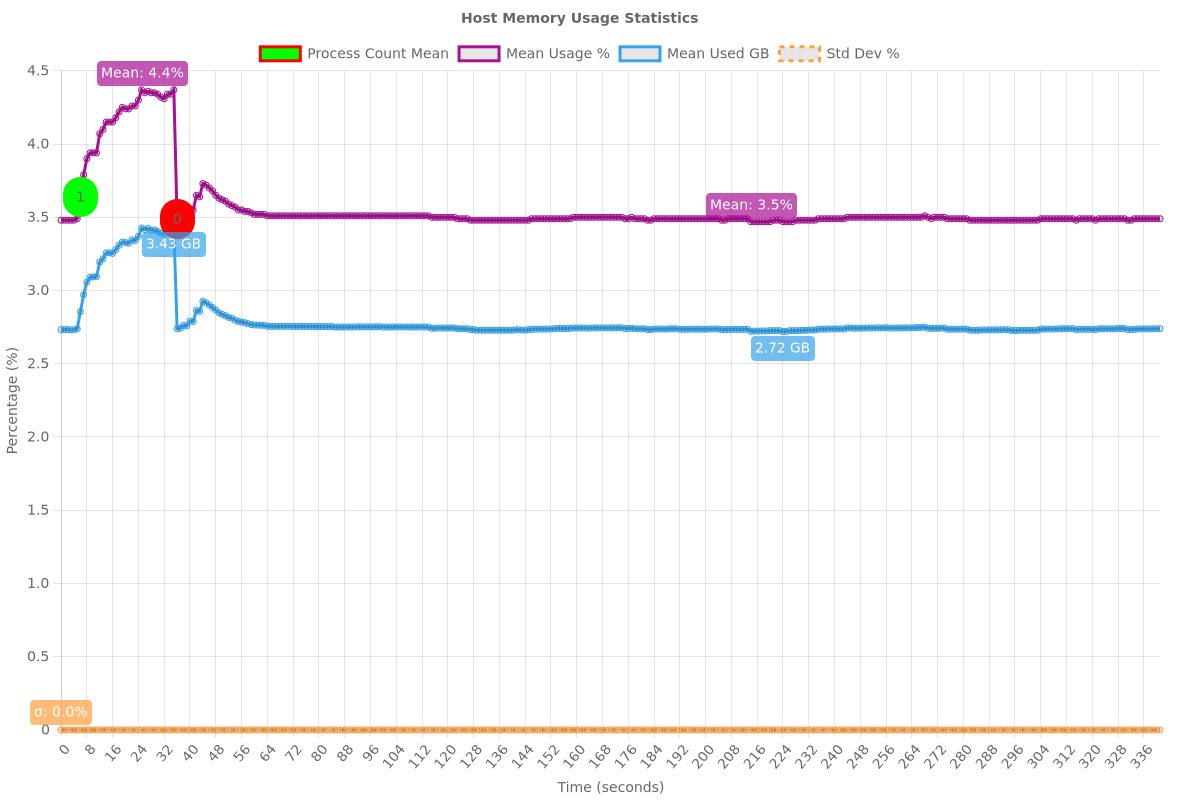 Host Memory Usage Statistics
Process Count Mean Mean Usage % Mean Used GB Std Dev %
4.5
Mean: 4.4%
4.0
1
Mean: 3.5%
3.5
0
3.43 GB
3.0
2.72 GB
2.5
Percentage (%)
2.0
1.5
1.0
0.5
σ: 0.0%
0
0 8 16 24 32 40 48 56 64 72 80 88 96 104 112 120 128 136 144 152 160 168 176 184 192 200 208 216 224 232 240 248 256 264 272 280 288 296 304 312 320 328 336
Time (seconds)